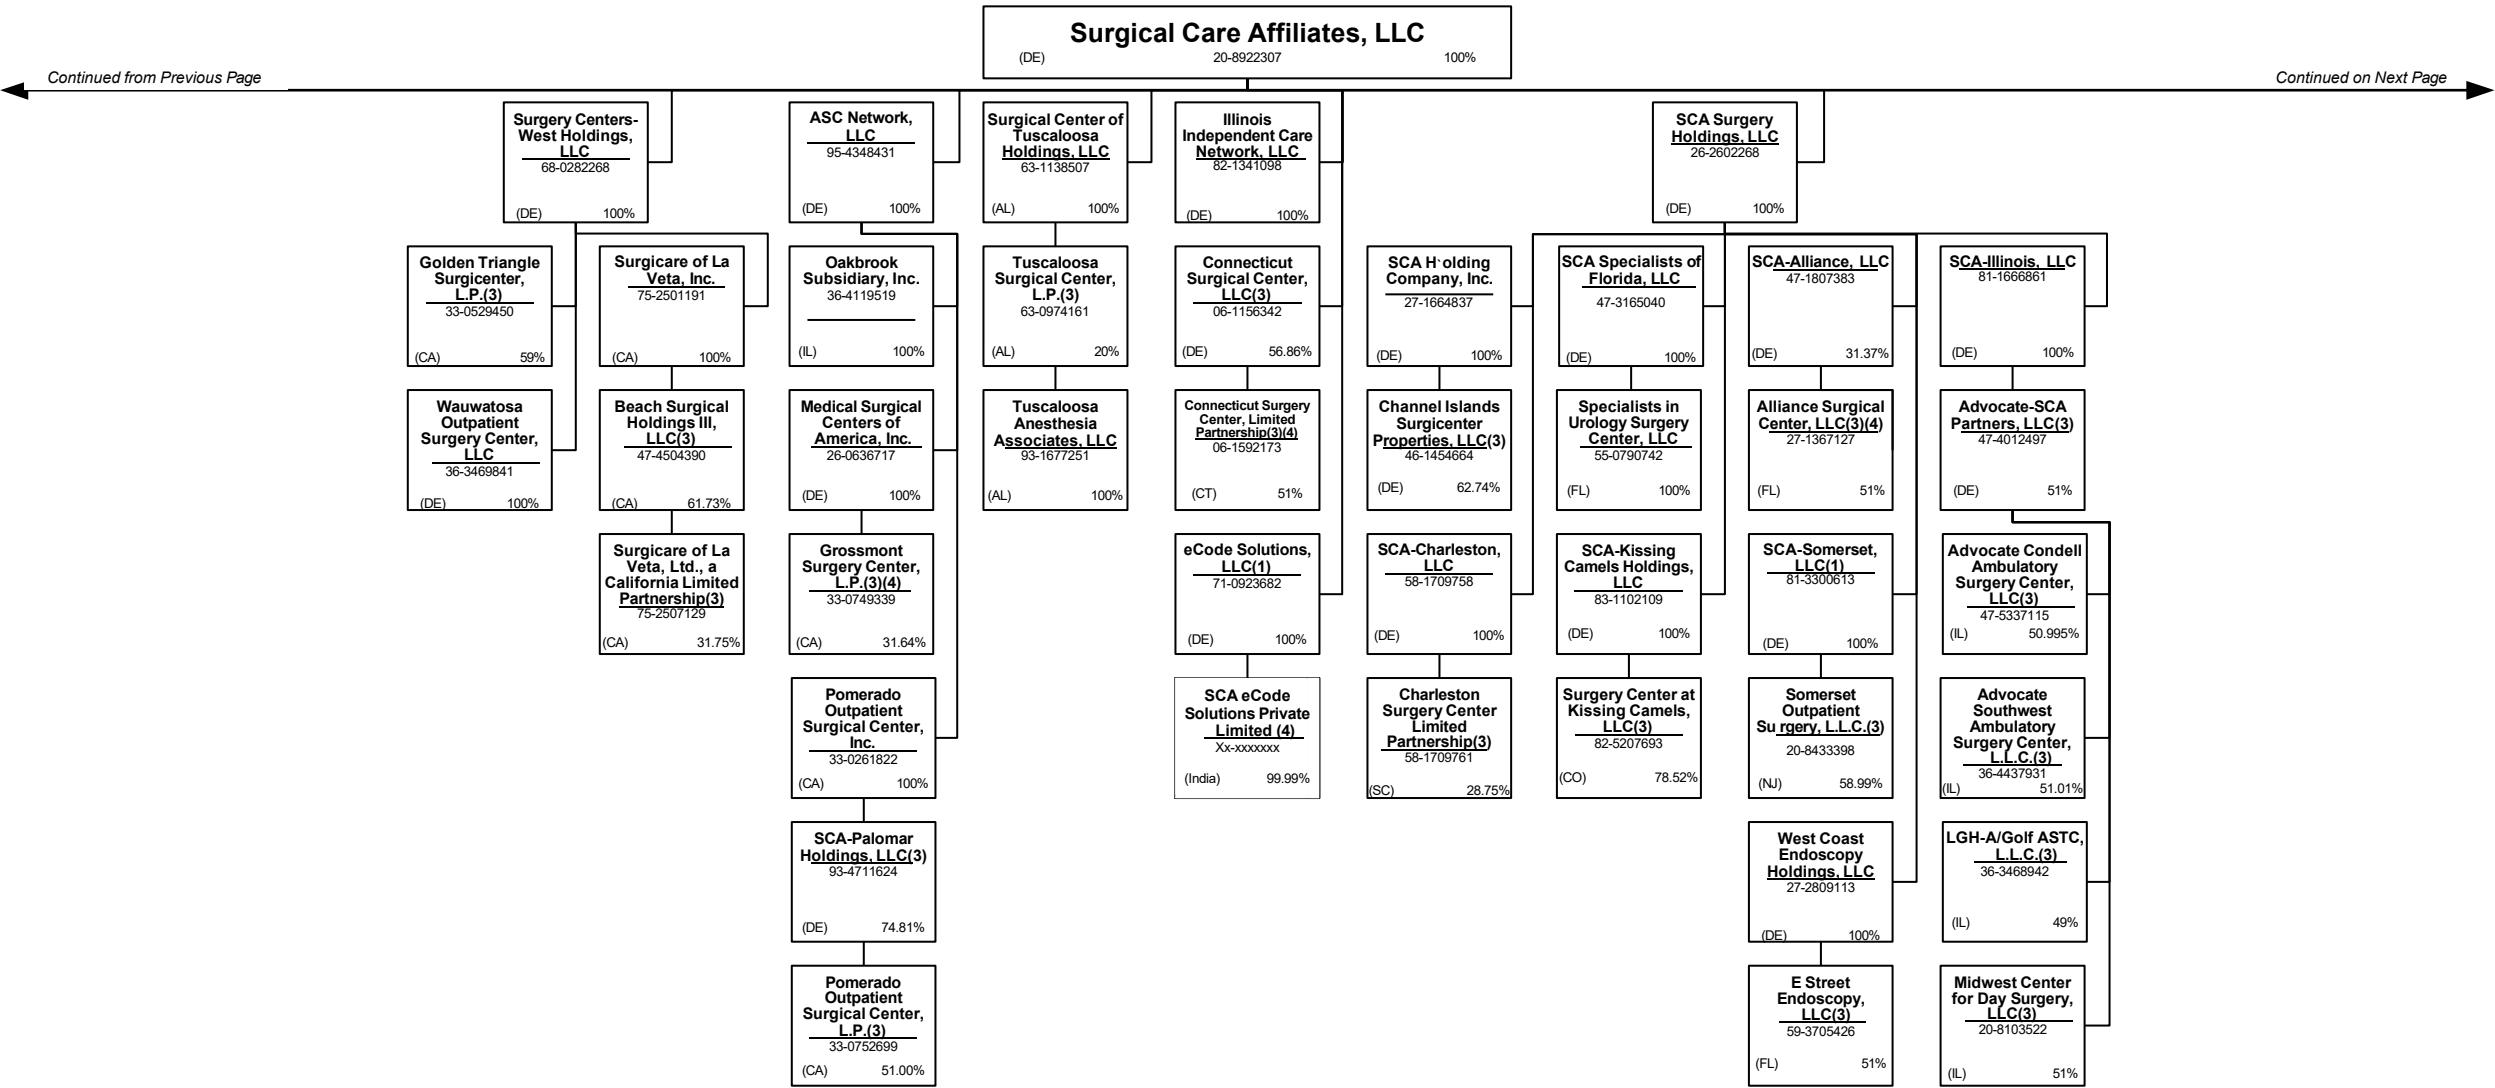 Surgical Care Affiliates, LLC
(DE) 20-8922307 100%
Continued from Previous Page
Continued on Next Page
Surgery Centers-
West Holdings,
LLC
68-0282268
(DE) 100%
ASC Network,
LLC
95-4348431
(DE) 100%
Surgical Center of
Tuscaloosa
Holdings, LLC
63-1138507
(AL) 100%
Illinois
Independent Care
Network, LLC
82-1341098
(DE) 100%
SCA Surgery
Holdings, LLC
26-2602268
(DE) 100%
Golden Triangle
Surgicenter,
L.P.(3)
33-0529450
(CA) 59%
Surgicare of La
Veta, Inc.
75-2501191
(CA) 100%
Oakbrook
Subsidiary, Inc.
36-4119519
(IL) 100%
Tuscaloosa
Surgical Center,
L.P.(3)
63-0974161
(AL) 20%
Connecticut
Surgical Center,
LLC(3)
06-1156342
(DE) 56.86%
SCA H`olding
Company, Inc.
27-1664837
(DE) 100%
SCA Specialists of
Florida, LLC
47-3165040
(DE) 100%
SCA-Alliance, LLC
47-1807383
(DE) 31.37%
SCA-Illinois, LLC
81-1666861
(DE) 100%
Wauwatosa
Outpatient
Surgery Center,
LLC
36-3469841
(DE) 100%
Beach Surgical
Holdings III,
LLC(3)
47-4504390
(CA) 61.73%
Medical Surgical
Centers of
America, Inc.
26-0636717
(DE) 100%
Tuscaloosa
Anesthesia
Associates, LLC
93-1677251
(AL) 100%
Connecticut Surgery
Center, Limited
Partnership(3)(4)
06-1592173
(CT) 51%
Channel Islands
Surgicenter
Properties, LLC(3)
46-1454664
(DE) 62.74%
Specialists in
Urology Surgery
Center, LLC
55-0790742
(FL) 100%
Alliance Surgical
Center, LLC(3)(4)
27-1367127
(FL) 51%
Advocate-SCA
Partners, LLC(3)
47-4012497
(DE) 51%
Surgicare of La
Veta, Ltd., a
California Limited
Partnership(3)
75-2507129
(CA) 31.75%
Grossmont
Surgery Center,
L.P.(3)(4)
33-0749339
(CA) 31.64%
eCode Solutions,
LLC(1)
71-0923682
(DE) 100%
SCA-Charleston,
LLC
58-1709758
(DE) 100%
SCA-Kissing
Camels Holdings,
LLC
83-1102109
(DE) 100%
SCA-Somerset,
LLC(1)
81-3300613
(DE) 100%
Advocate Condell
Ambulatory
Surgery Center,
LLC(3)
47-5337115
(IL) 50.995%
Pomerado
Outpatient
Surgical Center,
Inc.
33-0261822
(CA) 100%
SCA eCode
Solutions Private
Limited (4)
Xx-xxxxxxx
(India) 99.99%
Charleston
Surgery Center
Limited
Partnership(3)
58-1709761
(SC) 28.75%
Surgery Center at
Kissing Camels,
LLC(3)
82-5207693
(CO) 78.52%
Somerset
Outpatient
Su rgery, L.L.C.(3)
20-8433398
(NJ) 58.99%
Advocate
Southwest
Ambulatory
Surgery Center,
L.L.C.(3)
36-4437931
(IL) 51.01%
SCA-Palomar
Holdings, LLC(3)
93-4711624
(DE) 74.81%
West Coast
Endoscopy
Holdings, LLC
27-2809113
(DE) 100%
LGH-A/Golf ASTC,
L.L.C.(3)
36-3468942
(IL) 49%
Pomerado
Outpatient
Surgical Center,
L.P.(3)
33-0752699
(CA) 51.00%
E Street
Endoscopy,
LLC(3)
59-3705426
(FL) 51%
Midwest Center
for Day Surgery,
LLC(3)
20-8103522
(IL) 51%